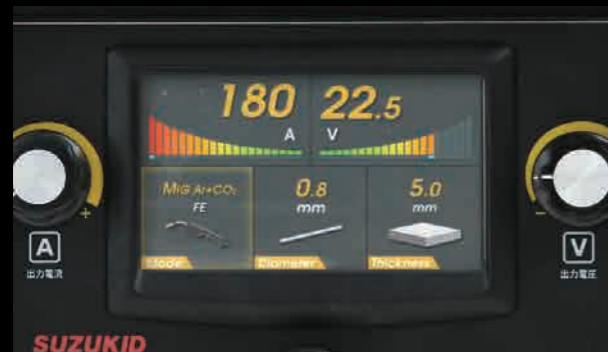 180 22.5
A V
MIG Ar+CO₂
FE
0.8
mm
5.0
mm
Mode
Diameter
Thickness
+
-
A
出力電流
V
出力電圧
SUZUKID